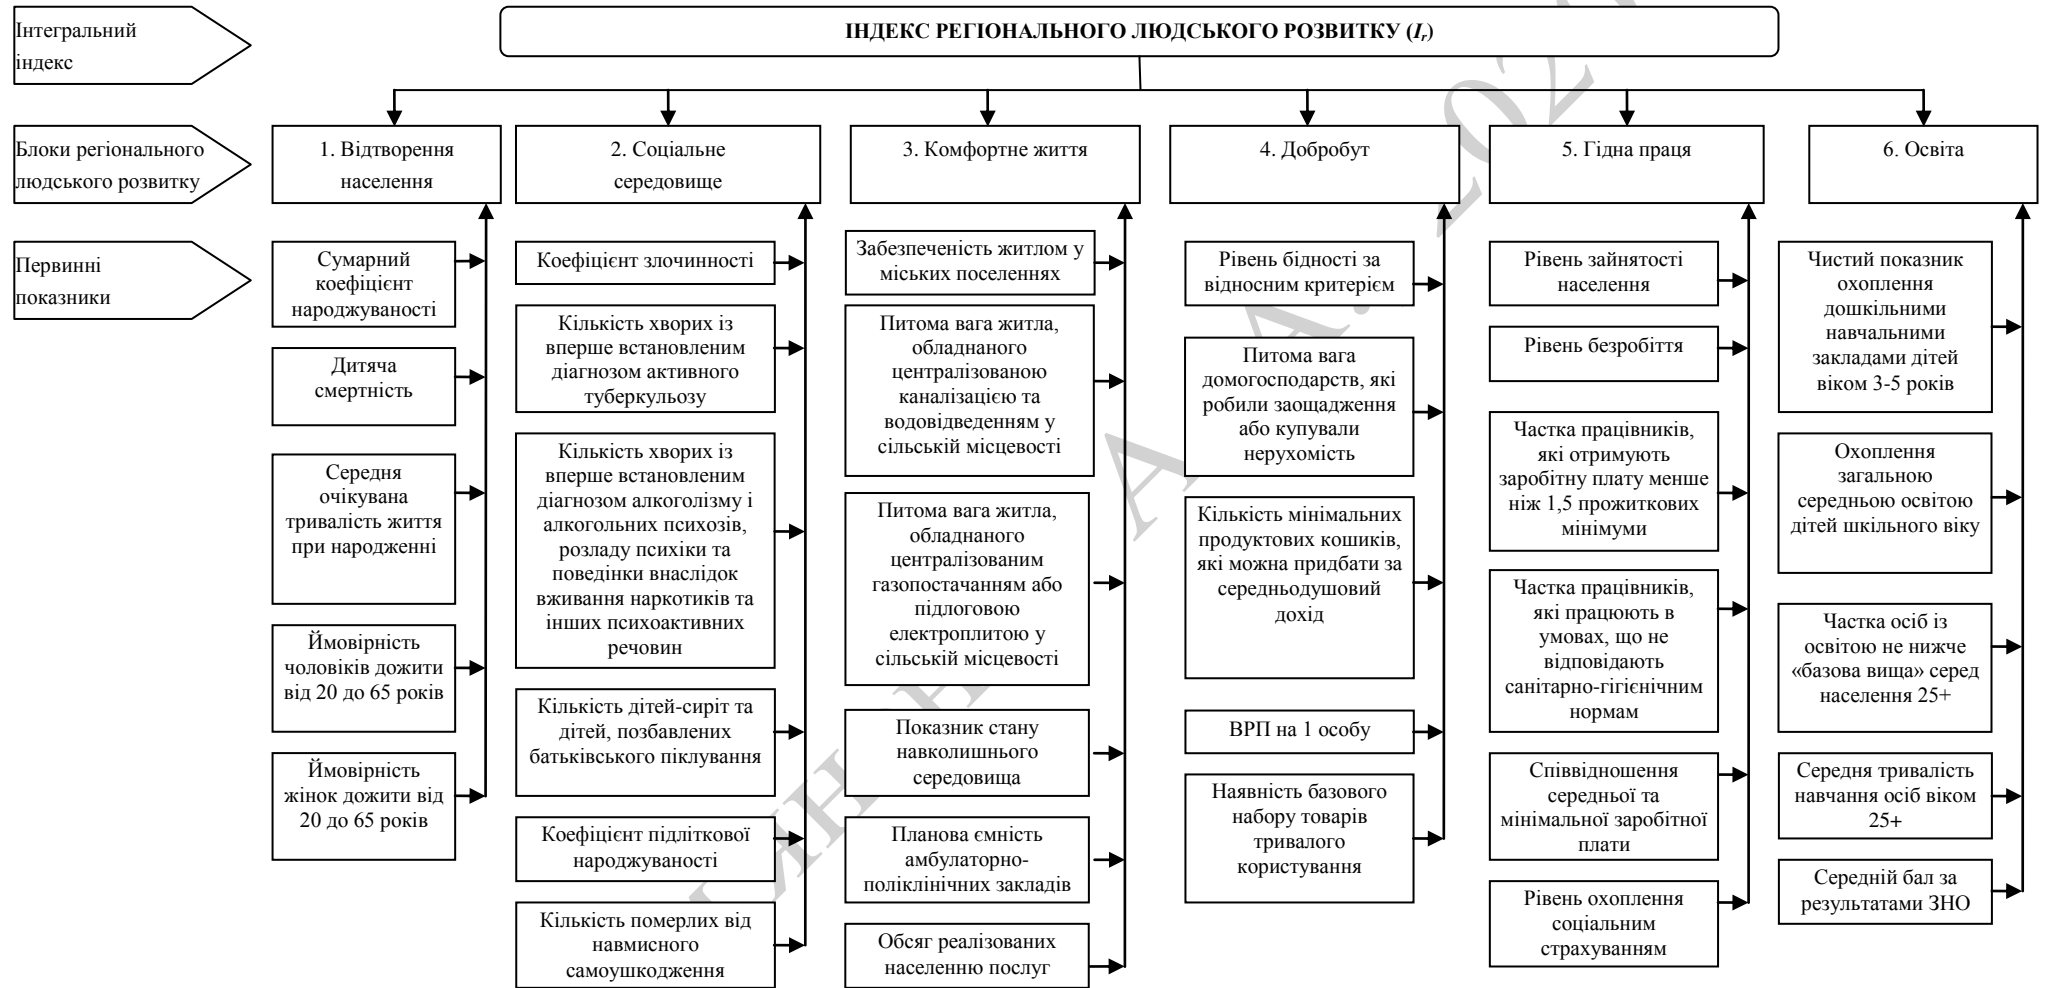 Інтегральний
індекс
ІНДЕКС РЕГІОНАЛЬНОГО ЛЮДСЬКОГО РОЗВИТКУ (Ir)
Блоки регіонального
людського розвитку
1. Відтворення
населення
2. Соціальне
середовище
3. Комфортне життя
4. Добробут
5. Гідна праця
6. Освіта
Первинні
показники
Сумарний
коефіцієнт
народжуваності
Дитяча
смертність
Середня
очікувана
тривалість життя
при народженні
Ймовірність
чоловіків дожити
від 20 до 65 років
Ймовірність
жінок дожити від
20 до 65 років
Коефіцієнт злочинності
Кількість хворих із
вперше встановленим
діагнозом активного
туберкульозу
Кількість хворих із
вперше встановленим
діагнозом алкоголізму і
алкогольних психозів,
розладу психіки та
поведінки внаслідок
вживання наркотиків та
інших психоактивних
речовин
Кількість дітей-сиріт та
дітей, позбавлених
батьківського піклування
Коефіцієнт підліткової
народжуваності
Кількість померлих від
навмисного
самоушкодження
Забезпеченість житлом у
міських поселеннях
Питома вага житла,
обладнаного
централізованою
каналізацією та
водовідведенням у
сільській місцевості
Питома вага житла,
обладнаного
централізованим
газопостачанням або
підлоговою
електроплитою у
сільській місцевості
Показник стану
навколишнього
середовища
Планова ємність
амбулаторно-
поліклінічних закладів
Обсяг реалізованих
населенню послуг
Рівень бідності за
відносним критерієм
Питома вага
домогосподарств, які
робили заощадження
або купували
нерухомість
Кількість мінімальних
продуктових кошиків,
які можна придбати за
середньодушовий
дохід
ВРП на 1 особу
Наявність базового
набору товарів
тривалого
користування
Рівень зайнятості
населення
Рівень безробіття
Частка працівників,
які отримують
заробітну плату менше
ніж 1,5 прожиткових
мінімуми
Частка працівників,
які працюють в
умовах, що не
відповідають
санітарно-гігієнічним
нормам
Співвідношення
середньої та
мінімальної заробітної
плати
Рівень охоплення
соціальним
страхуванням
Чистий показник
охоплення
дошкільними
навчальними
закладами дітей
віком 3-5 років
Охоплення
загальною
середньою освітою
дітей шкільного віку
Частка осіб із
освітою не нижче
«базова вища» серед
населення 25+
Середня тривалість
навчання осіб віком
25+
Середній бал за
результатами ЗНО